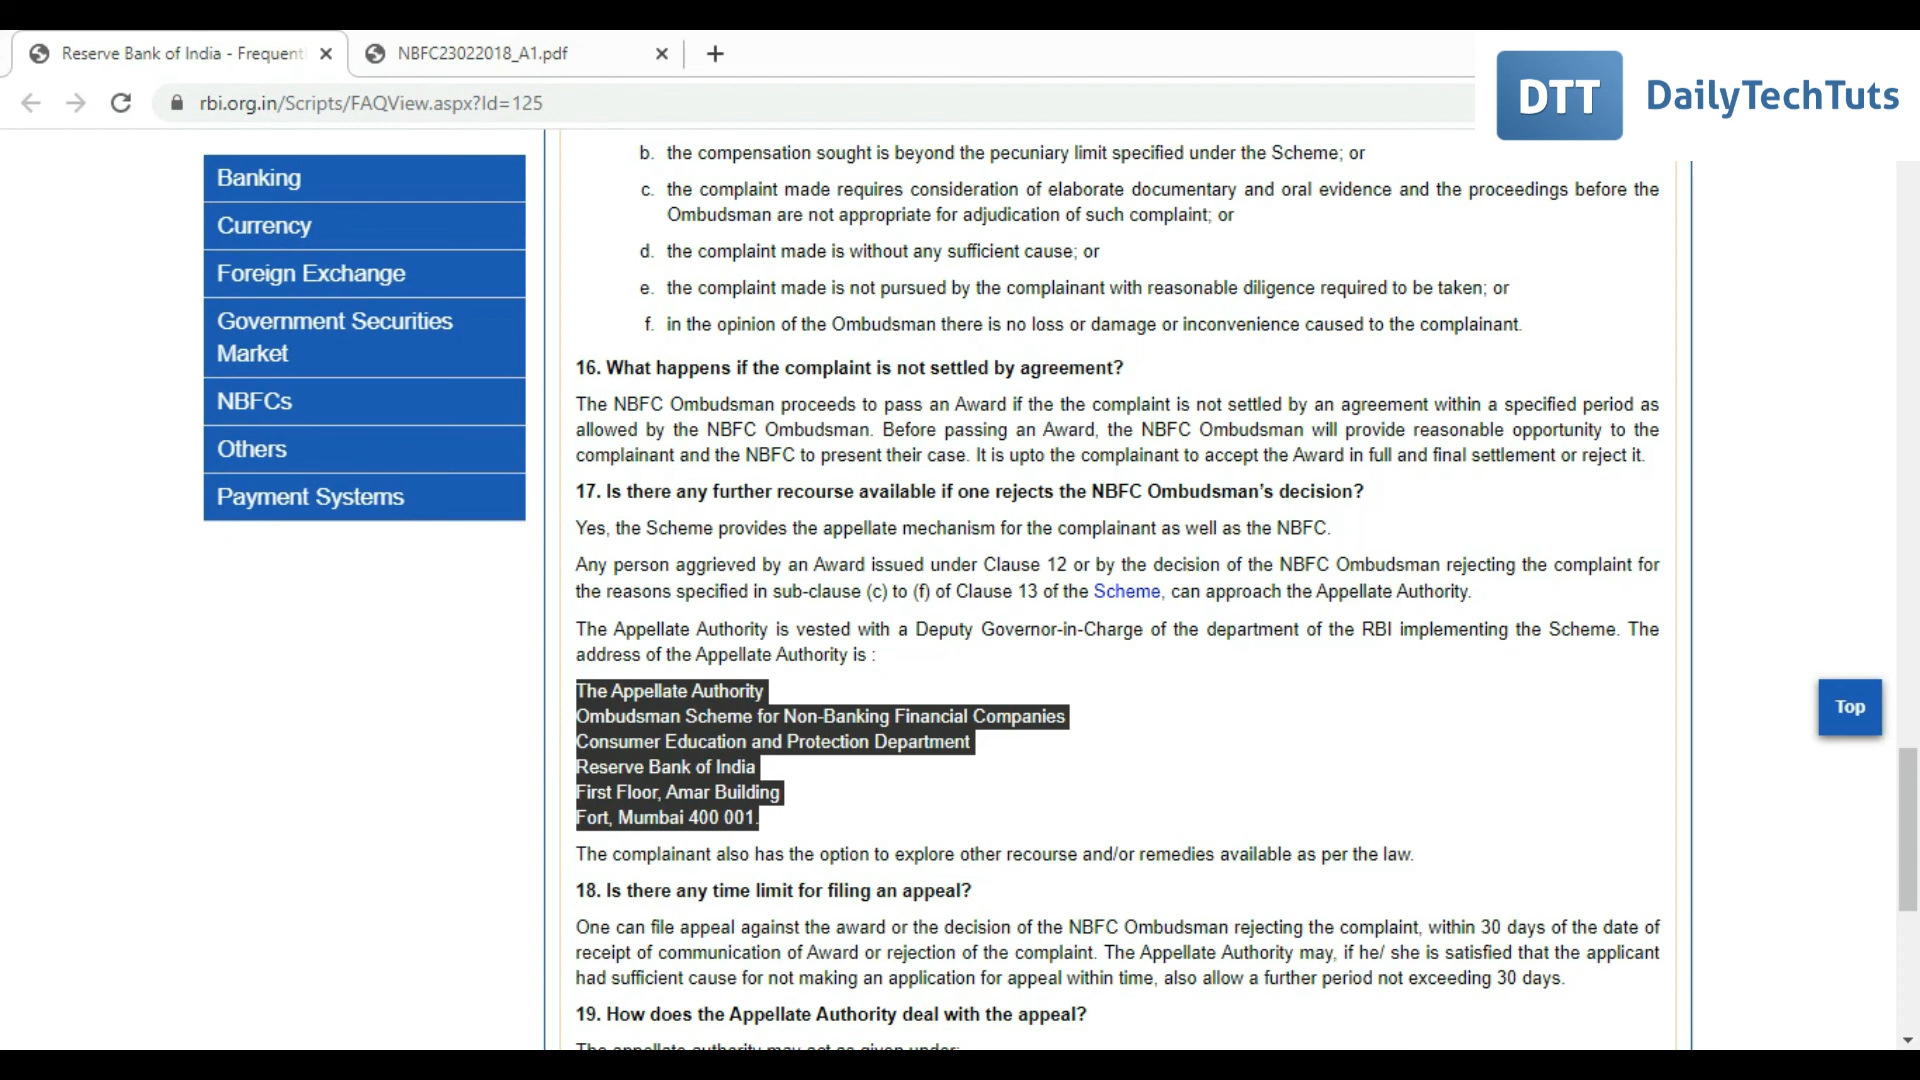 Reserve Bank of India - Frequent
NBFC23022018_A1.pdf
rbi.org.in/Scripts/FAQView.aspx?Id=125
DTT DailyTechTuts
Banking
Currency
Foreign Exchange
Government Securities
Market
NBFCs
Others
Payment Systems
b. the compensation sought is beyond the pecuniary limit specified under the Scheme; or
c. the complaint made requires consideration of elaborate documentary and oral evidence and the proceedings before the
Ombudsman are not appropriate for adjudication of such complaint; or
d. the complaint made is without any sufficient cause; or
e. the complaint made is not pursued by the complainant with reasonable diligence required to be taken; or
f. in the opinion of the Ombudsman there is no loss or damage or inconvenience caused to the complainant.
16. What happens if the complaint is not settled by agreement?
The NBFC Ombudsman proceeds to pass an Award if the the complaint is not settled by an agreement within a specified period as
allowed by the NBFC Ombudsman. Before passing an Award, the NBFC Ombudsman will provide reasonable opportunity to the
complainant and the NBFC to present their case. It is upto the complainant to accept the Award in full and final settlement or reject it.
17. Is there any further recourse available if one rejects the NBFC Ombudsman's decision?
Yes, the Scheme provides the appellate mechanism for the complainant as well as the NBFC.
Any person aggrieved by an Award issued under Clause 12 or by the decision of the NBFC Ombudsman rejecting the complaint for
the reasons specified in sub-clause (c) to (f) of Clause 13 of the Scheme, can approach the Appellate Authority.
The Appellate Authority is vested with a Deputy Governor-in-Charge of the department of the RBI implementing the Scheme. The
address of the Appellate Authority is :
The Appellate Authority
Ombudsman Scheme for Non-Banking Financial Companies
Consumer Education and Protection Department
Reserve Bank of India
First Floor, Amar Building
Fort, Mumbai 400 001.
The complainant also has the option to explore other recourse and/or remedies available as per the law.
18. Is there any time limit for filing an appeal?
One can file appeal against the award or the decision of the NBFC Ombudsman rejecting the complaint, within 30 days of the date of
receipt of communication of Award or rejection of the complaint. The Appellate Authority may, if he/ she is satisfied that the applicant
had sufficient cause for not making an application for appeal within time, also allow a further period not exceeding 30 days.
19. How does the Appellate Authority deal with the appeal?
The appellate authority may act as given under:
Top